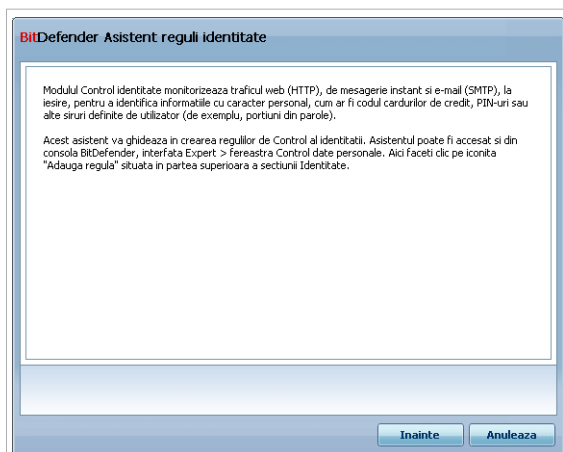 BitDefender Asistent reguli identitate
Modulul Control identitate monitorizeaza traficul web (HTTP), de mesagerie instant si e-mail (SMTP), la
iesire, pentru a identifica informatiile cu caracter personal, cum ar fi codul cardurilor de credit, PIN-uri sau
alte siruri definite de utilizator (de exemplu, portiuni din parole).
Acest asistent va ghideaza in crearea regulilor de Control al identitatii. Asistentul poate fi accesat si din
consola BitDefender, interfata Expert > fereastra Control date personale. Aici faceti clic pe iconita
"Adauga regula" situata in partea superioara a sectiunii Identitate.
Inainte
Anuleaza